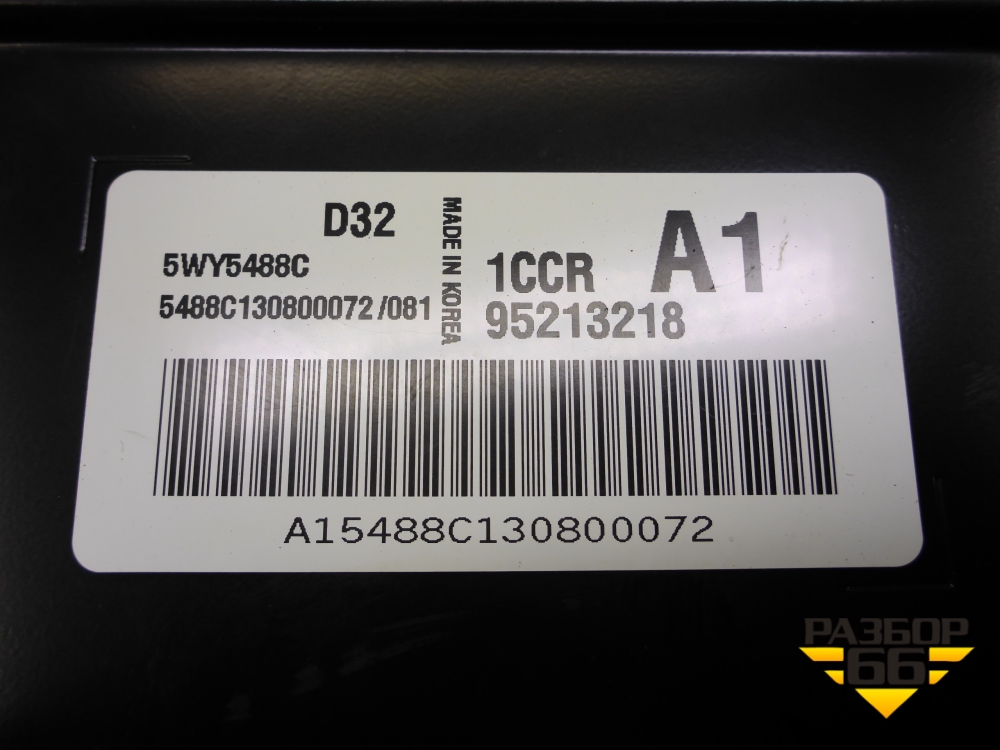 D32
5WY5488C
5488C130800072/081
MADE IN KOREA
1CCR A1
95213218
A15488C130800072
РАЗБОР
66